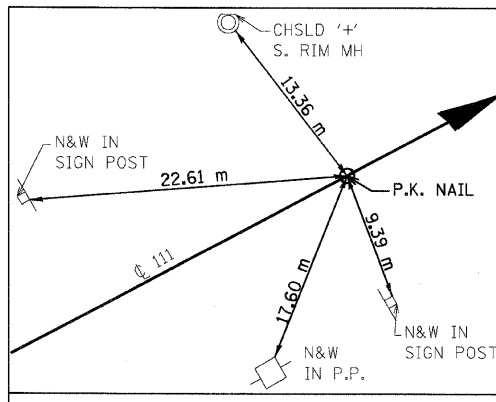 CHSLD '+'
S. RIM MH
13.36 m
N&W IN
SIGN POST
22.61 m
P.K. NAIL
9.39 m
℄ 111
17.60 m
N&W
IN P.P.
N&W IN
SIGN POST